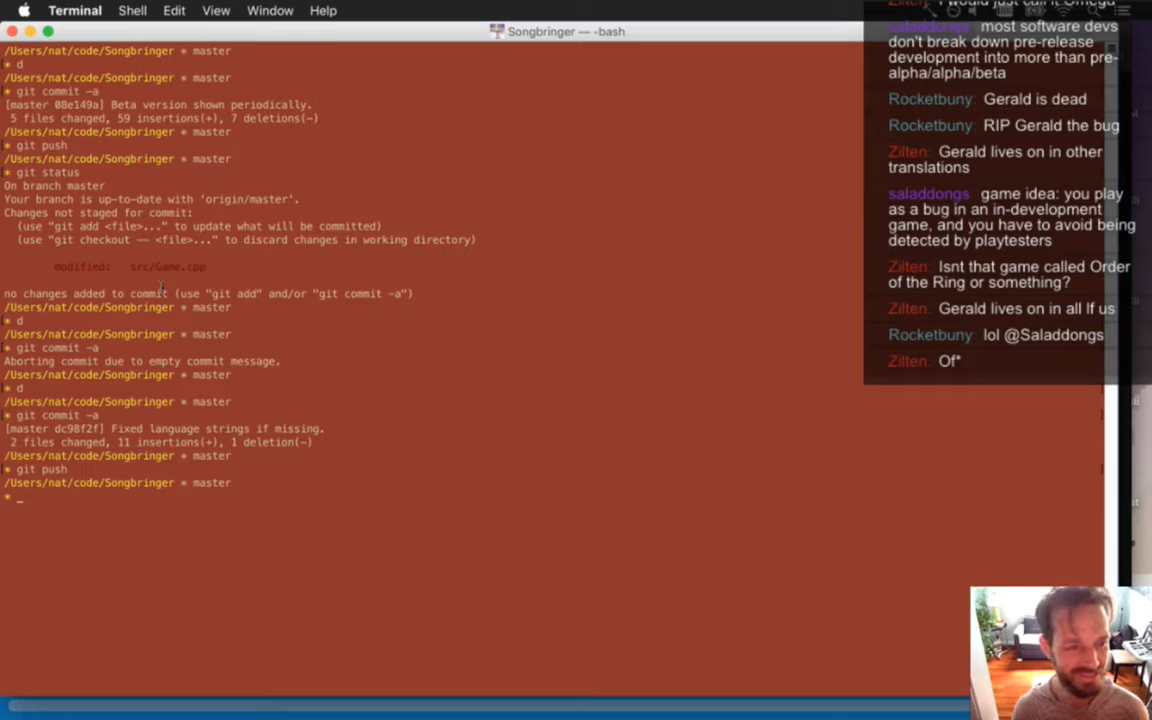 Terminal Shell Edit View Window Help
Songbringer — -bash
/Users/nat/code/Songbringer * master
* d
/Users/nat/code/Songbringer * master
* git commit -a
[master 08e149a] Beta version shown periodically.
5 files changed, 59 insertions(+), 7 deletions(-)
/Users/nat/code/Songbringer * master
* git push
/Users/nat/code/Songbringer * master
* git status
On branch master
Your branch is up-to-date with 'origin/master'.
Changes not staged for commit:
(use "git add <file>..." to update what will be committed)
(use "git checkout -- <file>..." to discard changes in working directory)
modified: src/Game.cpp
no changes added to commit (use "git add" and/or "git commit -a")
/Users/nat/code/Songbringer * master
* d
/Users/nat/code/Songbringer * master
* git commit -a
Aborting commit due to empty commit message.
/Users/nat/code/Songbringer * master
* d
/Users/nat/code/Songbringer * master
* git commit -a
[master dc98f2f] Fixed language strings if missing.
2 files changed, 11 insertions(+), 1 deletion(-)
/Users/nat/code/Songbringer * master
* git push
/Users/nat/code/Songbringer * master
* _
Zilten: I would just call it Omega
saladdongs: most software devs
don't break down pre-release
development into more than pre-
alpha/alpha/beta
Rocketbuny: Gerald is dead
Rocketbuny: RIP Gerald the bug
Zilten: Gerald lives on in other
translations
saladdongs: game idea: you play
as a bug in an in-development
game, and you have to avoid being
detected by playtesters
Zilten: Isnt that game called Order
of the Ring or something?
Zilten: Gerald lives on in all lf us
Rocketbuny: lol @Saladdongs
Zilten: Of*